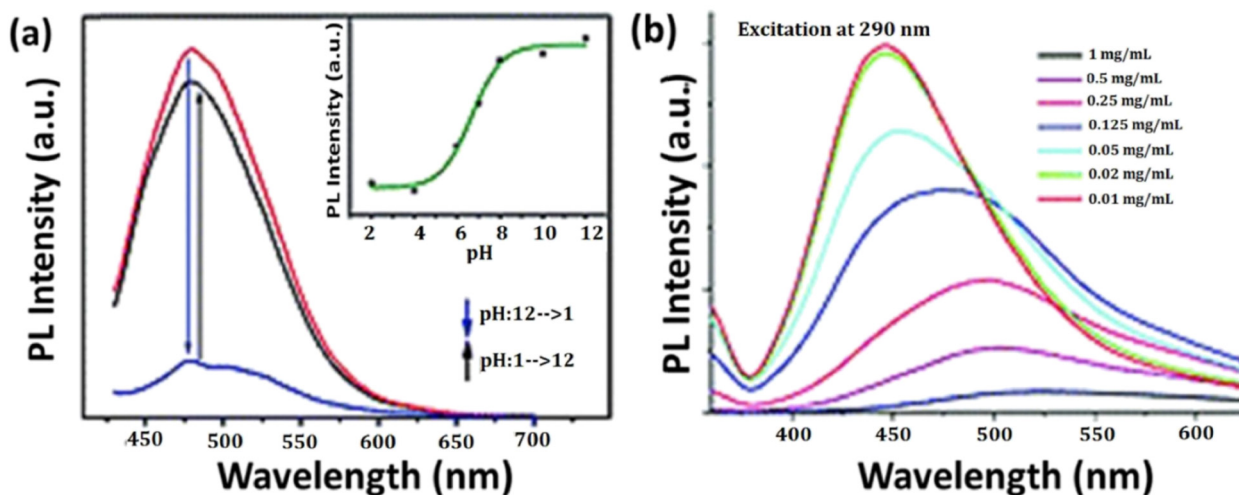 (a)
PL Intensity (a.u.)
PL Intensity (a.u.)
2 4 6 8 10 12
pH
pH:12-->1
pH:1-->12
450 500 550 600 650 700
Wavelength (nm)
(b)
Excitation at 290 nm
1 mg/mL
0.5 mg/mL
0.25 mg/mL
0.125 mg/mL
0.05 mg/mL
0.02 mg/mL
0.01 mg/mL
PL Intensity (a.u.)
400 450 500 550 600
Wavelength (nm)